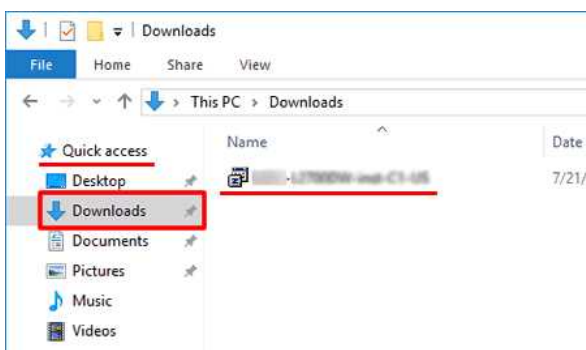 Downloads
File Home Share View
This PC > Downloads
Quick access
Name Date
Desktop
7/21/
Downloads
Documents
Pictures
Music
Videos